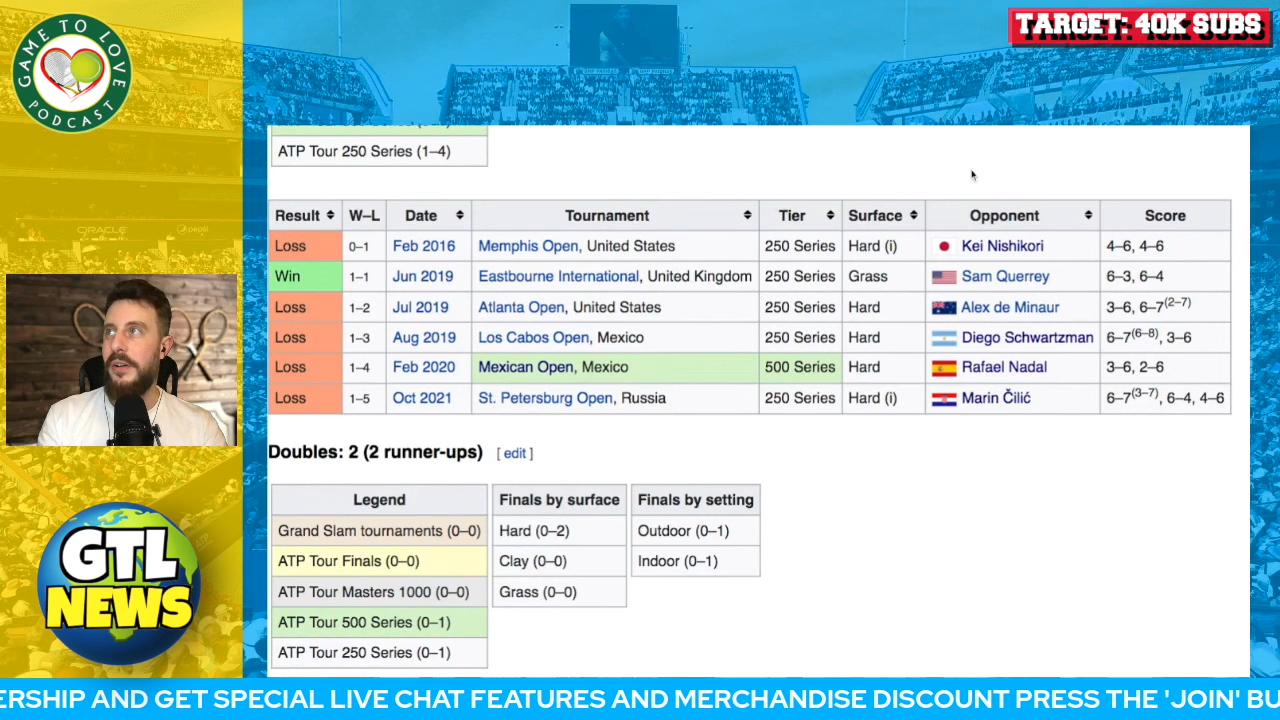 GAME TO LOVE
PODCAST
TARGET: 40K SUBS
ORACLE
pepsi
ATP Tour 250 Series (1–4)
Result W–L Date Tournament Tier Surface Opponent Score
Loss 0–1 Feb 2016 Memphis Open, United States 250 Series Hard (i) Kei Nishikori 4–6, 4–6
Win 1–1 Jun 2019 Eastbourne International, United Kingdom 250 Series Grass Sam Querrey 6–3, 6–4
Loss 1–2 Jul 2019 Atlanta Open, United States 250 Series Hard Alex de Minaur 3–6, 6–7(2–7)
Loss 1–3 Aug 2019 Los Cabos Open, Mexico 250 Series Hard Diego Schwartzman 6–7(6–8), 3–6
Loss 1–4 Feb 2020 Mexican Open, Mexico 500 Series Hard Rafael Nadal 3–6, 2–6
Loss 1–5 Oct 2021 St. Petersburg Open, Russia 250 Series Hard (i) Marin Čilić 6–7(3–7), 6–4, 4–6
Doubles: 2 (2 runner-ups) [ edit ]
Legend Finals by surface Finals by setting
Grand Slam tournaments (0–0) Hard (0–2) Outdoor (0–1)
ATP Tour Finals (0–0) Clay (0–0) Indoor (0–1)
ATP Tour Masters 1000 (0–0) Grass (0–0)
ATP Tour 500 Series (0–1)
ATP Tour 250 Series (0–1)
GTL
NEWS
ERSHIP AND GET SPECIAL LIVE CHAT FEATURES AND MERCHANDISE DISCOUNT PRESS THE 'JOIN' BU